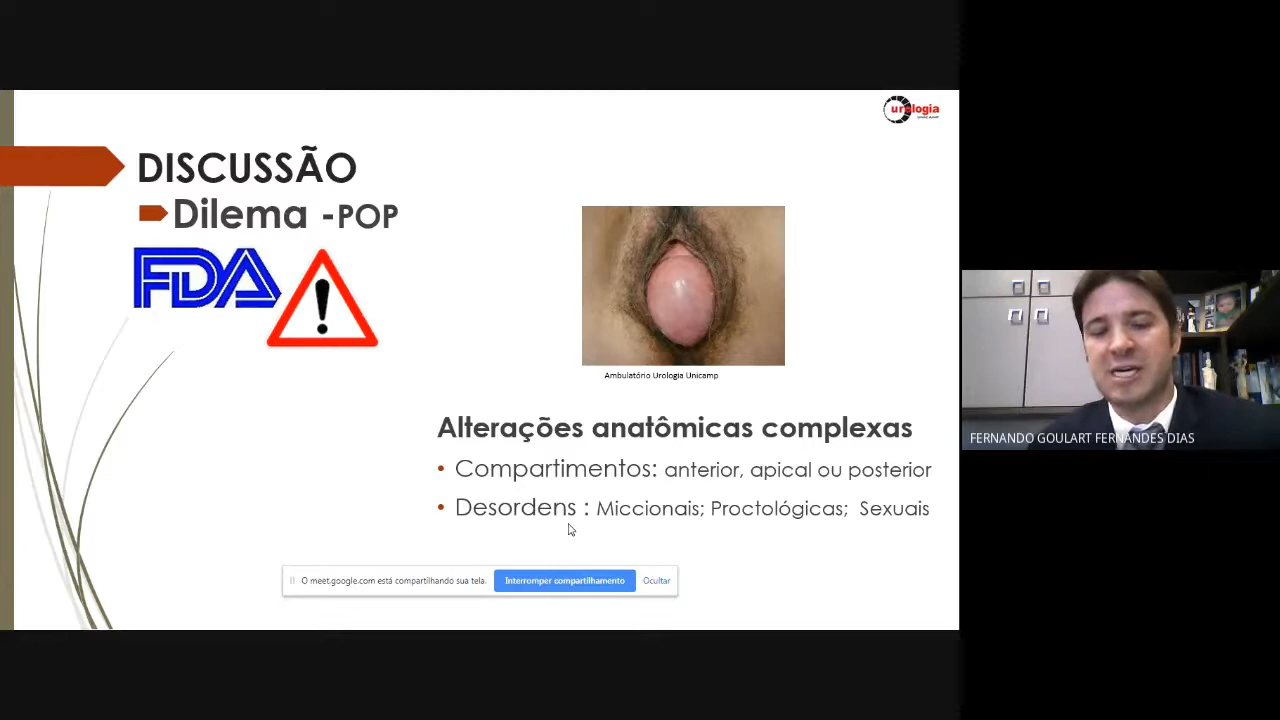 urologia
DISCUSSÃO
Dilema -POP
FDA
!
Ambulatório Urologia Unicamp
Alterações anatômicas complexas
• Compartimentos: anterior, apical ou posterior
• Desordens : Miccionais; Proctológicas; Sexuais
O meet.google.com está compartilhando sua tela.
Interromper compartilhamento
Ocultar
FERNANDO GOULART FERNANDES DIAS